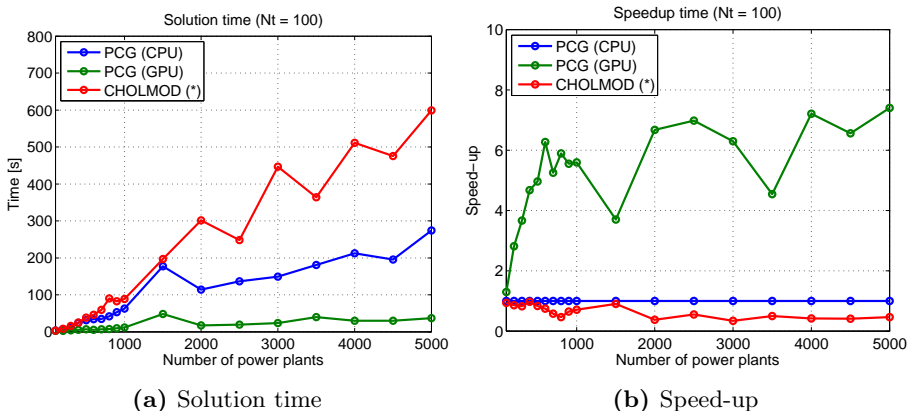 Solution time (Nt = 100)
800
700
600
500
400
300
200
100
0
Time [s]
PCG (CPU)
PCG (GPU)
CHOLMOD (*)
1000 2000 3000 4000 5000
Number of power plants
(a) Solution time
Speedup time (Nt = 100)
10
8
6
4
2
0
Speed-up
PCG (CPU)
PCG (GPU)
CHOLMOD (*)
1000 2000 3000 4000 5000
Number of power plants
(b) Speed-up